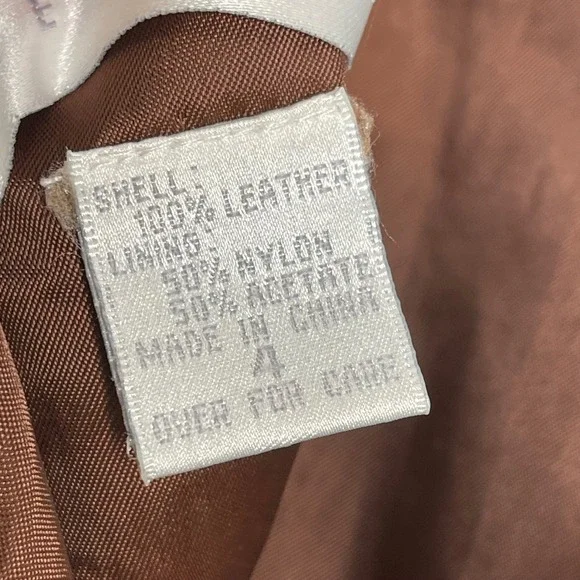 SHELL:
100% LEATHER
LINING:
50% NYLON
50% ACETATE
MADE IN CHINA
4
OVER FOR CARE